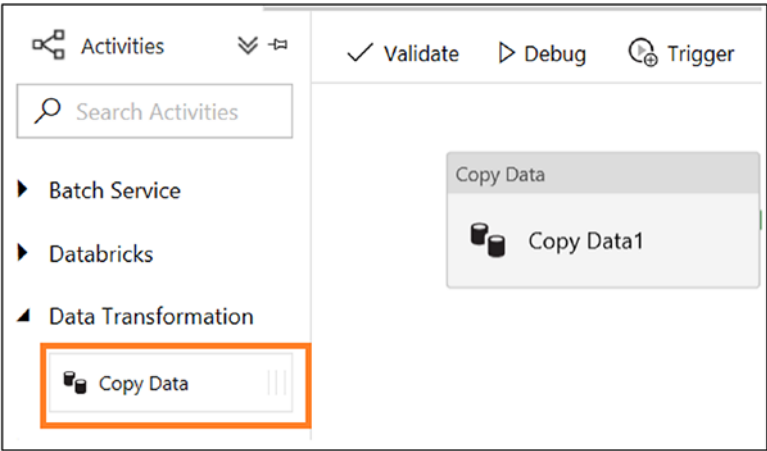 Activities
Search Activities
Batch Service
Databricks
Data Transformation
Copy Data
Validate
Debug
Trigger
Copy Data
Copy Data1